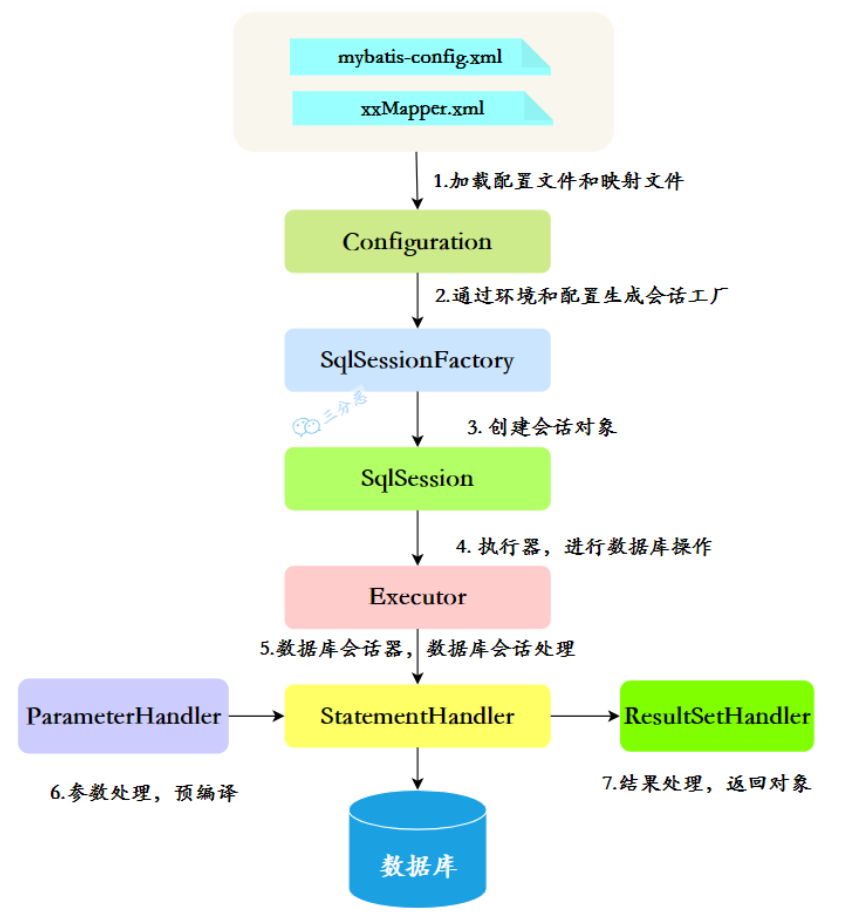 mybatis-config.xml
xxMapper.xml
1.加载配置文件和映射文件
Configuration
2.通过环境和配置生成会话工厂
SqlSessionFactory
三分恶
3. 创建会话对象
SqlSession
4. 执行器，进行数据库操作
Executor
5.数据库会话器，数据库会话处理
ParameterHandler
StatementHandler
ResultSetHandler
6.参数处理，预编译
7.结果处理，返回对象
数据库